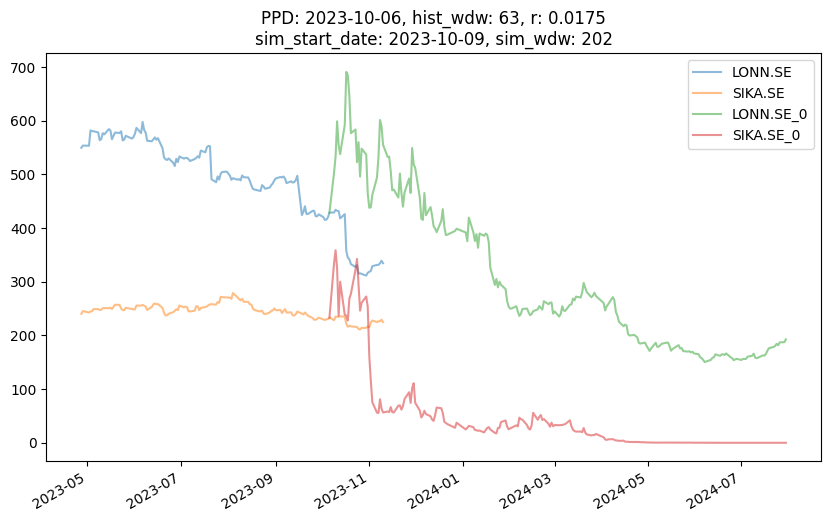 PPD: 2023-10-06, hist_wdw: 63, r: 0.0175
sim_start_date: 2023-10-09, sim_wdw: 202
700
600
500
400
300
200
100
0
LONN.SE
SIKA.SE
LONN.SE_0
SIKA.SE_0
2023-05
2023-07
2023-09
2023-11
2024-01
2024-03
2024-05
2024-07